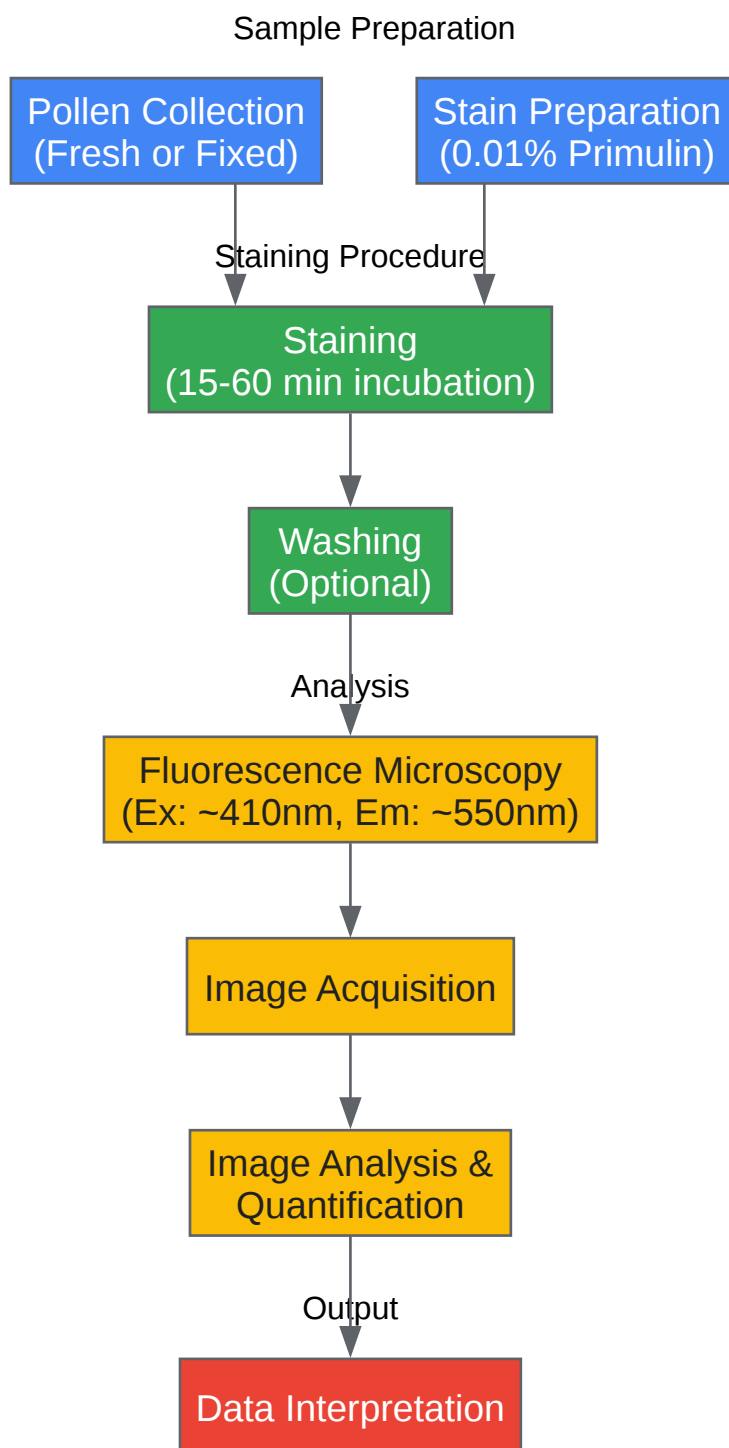 Sample Preparation
Pollen Collection
(Fresh or Fixed)
Stain Preparation
(0.01% Primulin)
Staining Procedure
Staining
(15-60 min incubation)
Washing
(Optional)
Analysis
Fluorescence Microscopy
(Ex: ~410nm, Em: ~550nm)
Image Acquisition
Image Analysis &
Quantification
Output
Data Interpretation